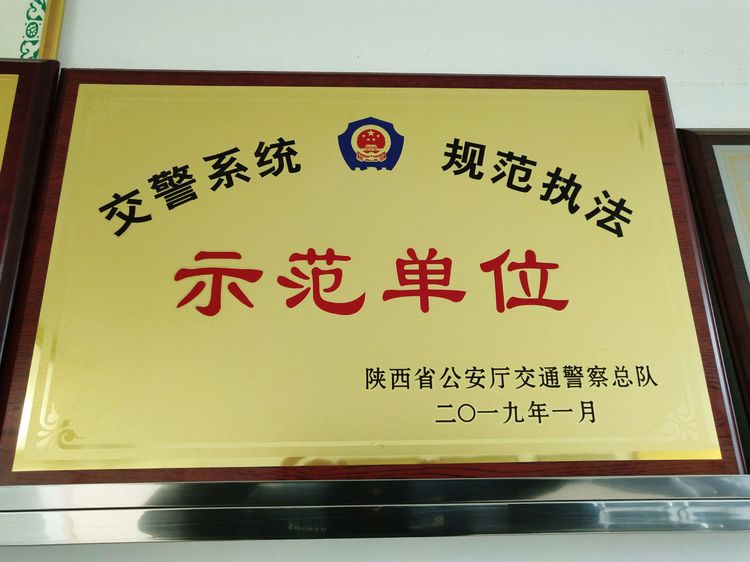 交警系统 规范执法
示范单位
陕西省公安厅交通警察总队
二〇一九年一月